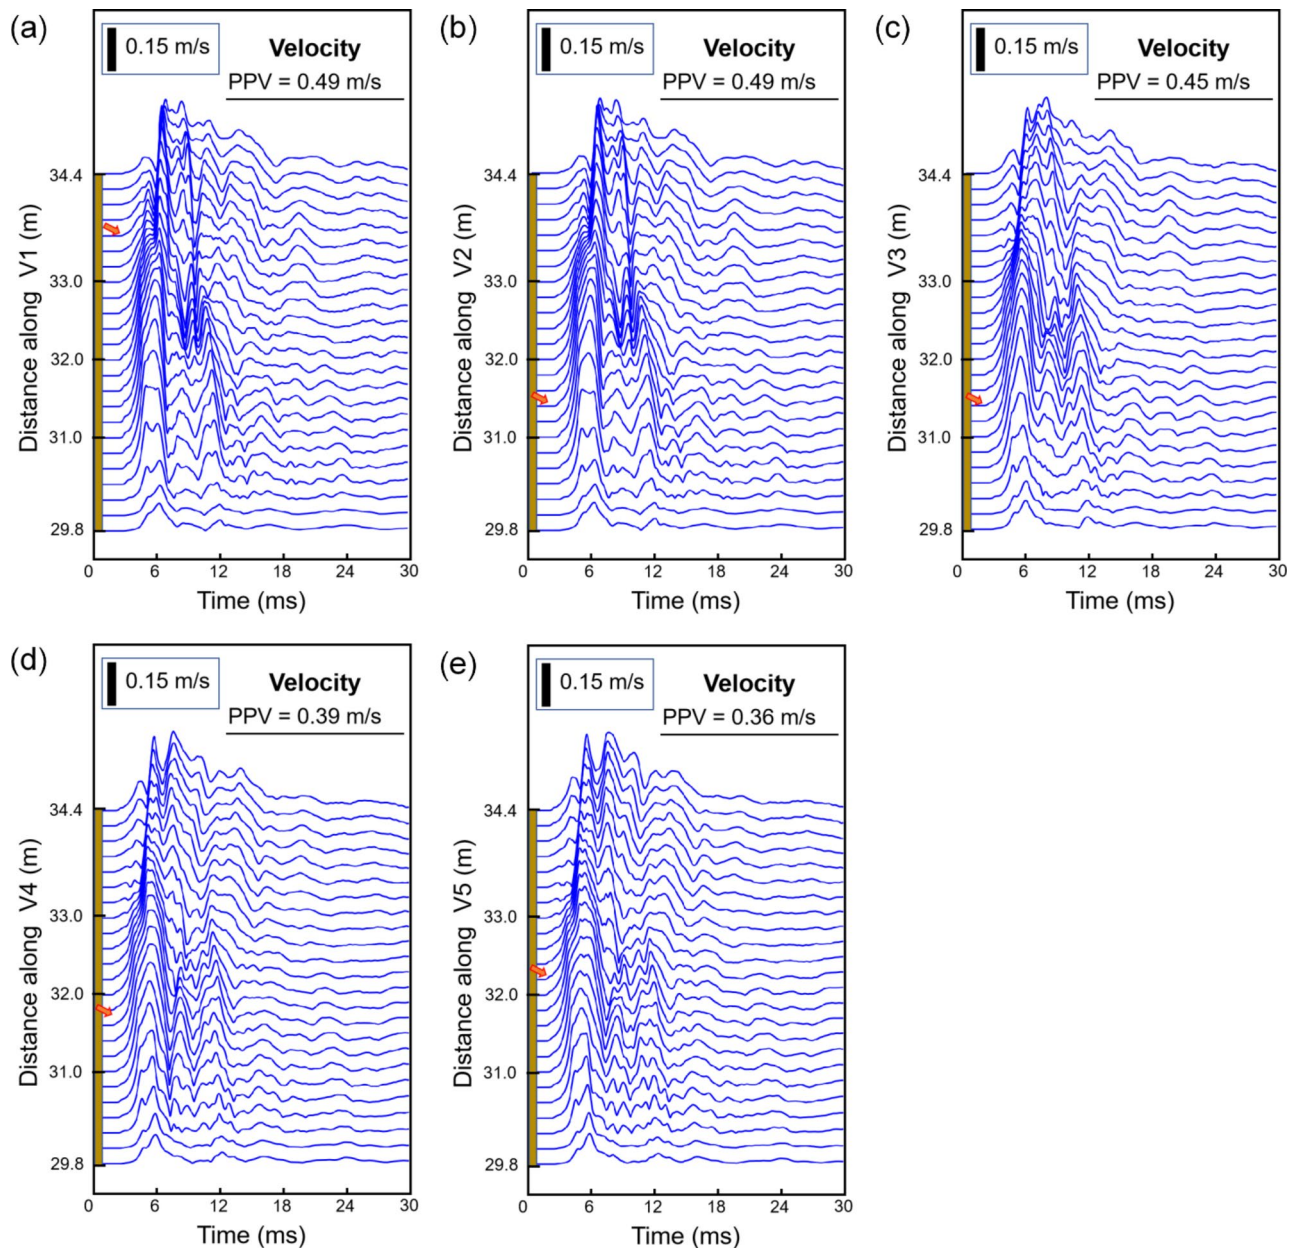 (a)
0.15 m/s
Velocity
PPV = 0.49 m/s
34.4
33.0
32.0
31.0
29.8
Distance along V1 (m)
0 6 12 18 24 30
Time (ms)
(b)
0.15 m/s
Velocity
PPV = 0.49 m/s
34.4
33.0
32.0
31.0
29.8
Distance along V2 (m)
0 6 12 18 24 30
Time (ms)
(c)
0.15 m/s
Velocity
PPV = 0.45 m/s
34.4
33.0
32.0
31.0
29.8
Distance along V3 (m)
0 6 12 18 24 30
Time (ms)
(d)
0.15 m/s
Velocity
PPV = 0.39 m/s
34.4
33.0
32.0
31.0
29.8
Distance along V4 (m)
0 6 12 18 24 30
Time (ms)
(e)
0.15 m/s
Velocity
PPV = 0.36 m/s
34.4
33.0
32.0
31.0
29.8
Distance along V5 (m)
0 6 12 18 24 30
Time (ms)